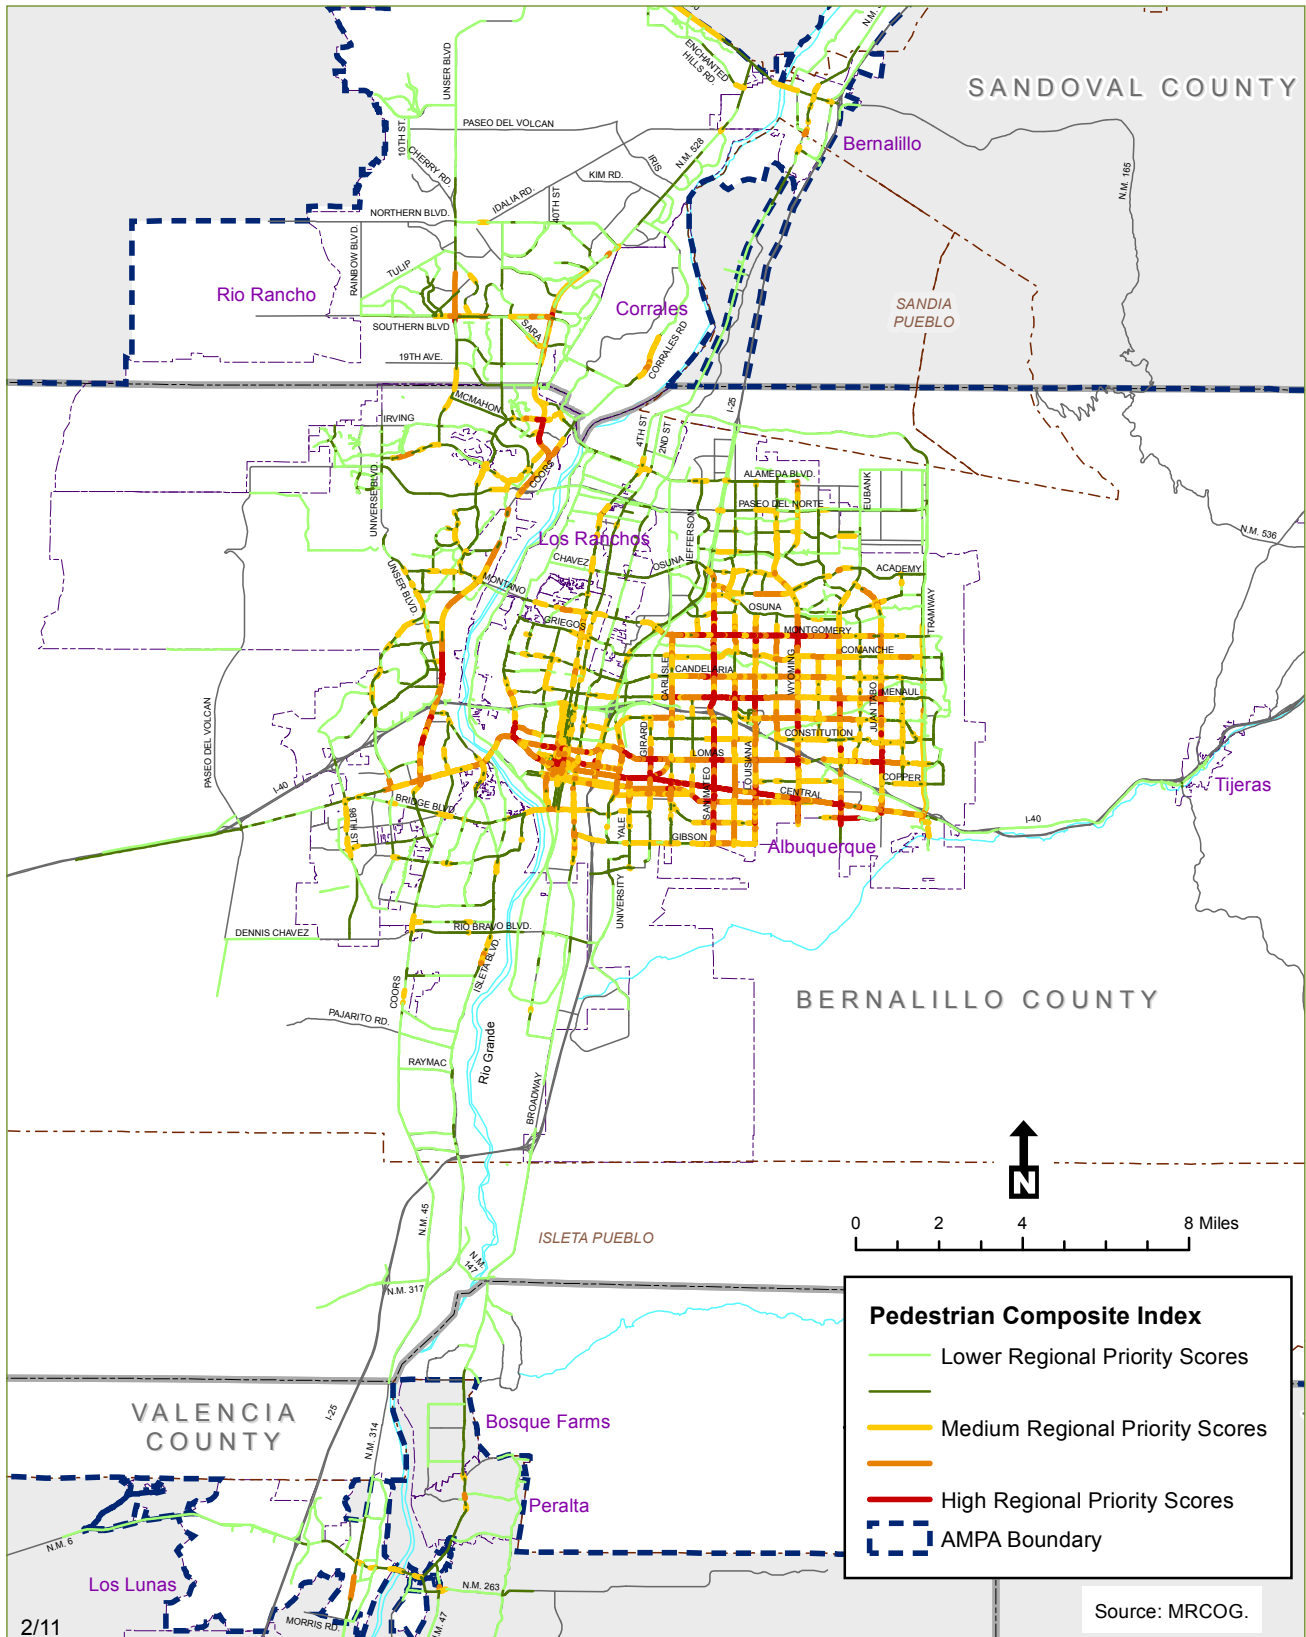 ENCHANTED
HILLS RD.
N.M.
SANDOVAL COUNTY
UNSER BLVD
PASEO DEL VOLCAN
10TH ST.
CHERRY RD.
IRIS
N.M. 528
Bernalillo
N.M. 165
KIM RD.
IDALIA RD.
40TH ST
NORTHERN BLVD.
RAINBOW BLVD.
TULIP
Rio Rancho
Corrales
SANDIA
PUEBLO
SOUTHERN BLVD
SARA
CORRALES RD
19TH AVE.
MCMAHON
I-25
IRVING
4TH ST
2ND ST
COORS
ALAMEDA BLVD.
EUBANK
UNIVERSE BLVD.
PASEO DEL NORTE
JEFFERSON
N.M. 536
Los Ranchos
CHAVEZ
OSUNA
ACADEMY
UNSER BLVD.
MONTANO
OSUNA
GRIEGOS
MONTGOMERY
TRAMWAY
COMANCHE
CARLISLE
CANDELARIA
WYOMING
JUAN TABO
MENAUL
PASEO DEL VOLCAN
GIRARD
CONSTITUTION
LOMAS
LOUISIANA
COPPER
I-40
Tijeras
CENTRAL
SAN MATEO
BRIDGE BLVD
98TH ST.
YALE
I-40
GIBSON
Albuquerque
UNIVERSITY
DENNIS CHAVEZ
RIO BRAVO BLVD.
ISLETA BLVD.
COORS
BERNALILLO COUNTY
PAJARITO RD.
Rio Grande
RAYMAC
BROADWAY
N
N.M. 45
0 2 4 8 Miles
ISLETA PUEBLO
N.M.
147
N.M. 317
Pedestrian Composite Index
Lower Regional Priority Scores
Medium Regional Priority Scores
High Regional Priority Scores
AMPA Boundary
VALENCIA
COUNTY
I-25
N.M. 314
Bosque Farms
Peralta
N.M. 6
Los Lunas
N.M. 263
MORRIS RD.
N.M. 47
Source: MRCOG.
2/11